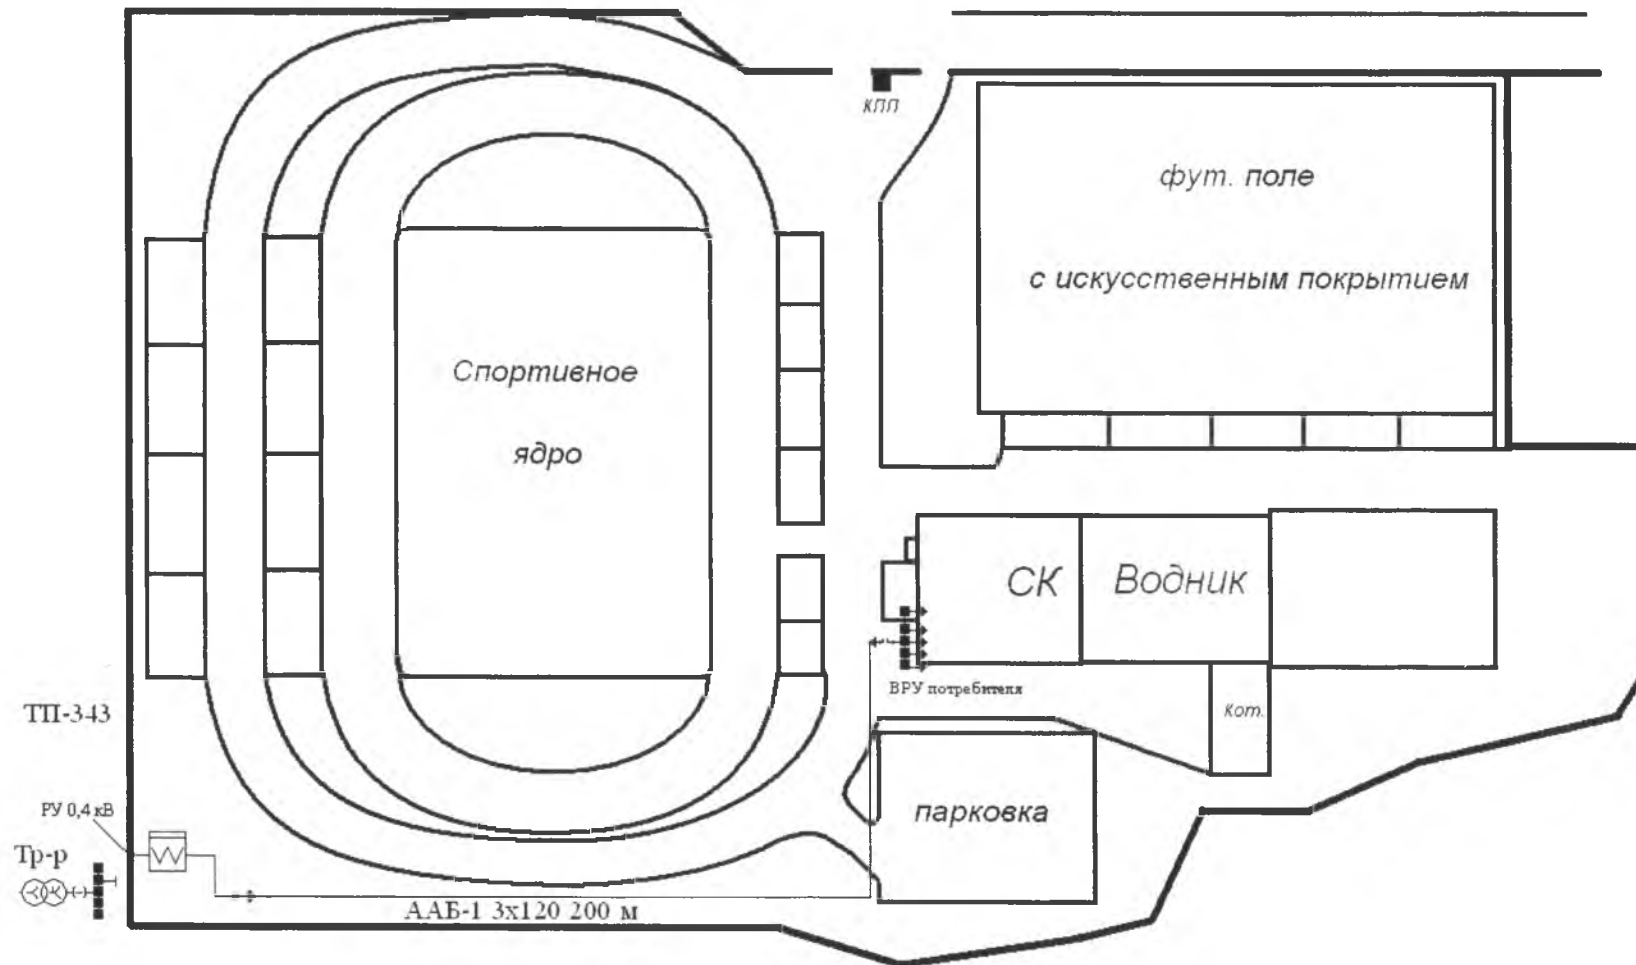 КПП
фут. поле
с искусственным покрытием
Спортивное
ядро
СК Водник
ВРУ потребителя
Кот.
ТП-343
РУ 0,4 кВ
Тр-р
парковка
ААБ-1 3х120 200 м